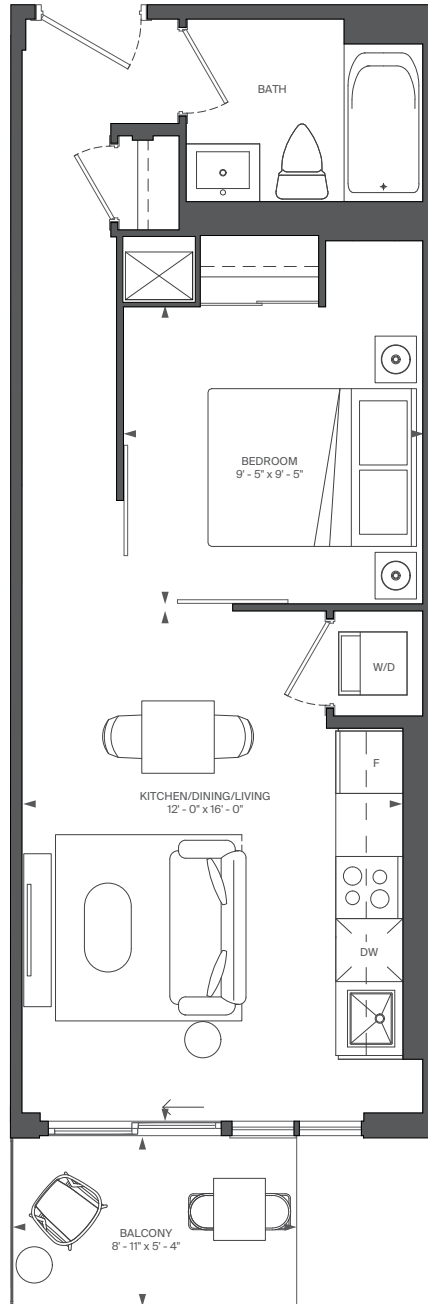 BATH
BEDROOM
9' - 5" x 9' - 5"
W/D
F
KITCHEN/DINING/LIVING
12' - 0" x 16' - 0"
DW
BALCONY
8' - 11" x 5' - 4"